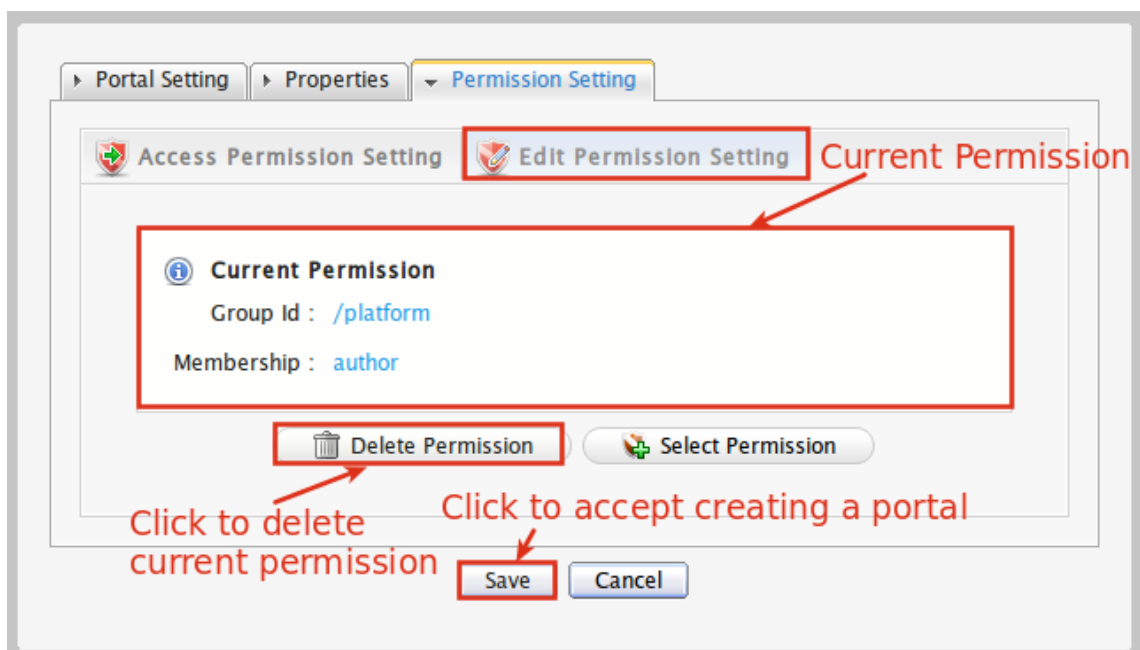 Portal Setting Properties Permission Setting
Access Permission Setting Edit Permission Setting Current Permission
Current Permission
Group Id : /platform
Membership : author
Delete Permission Select Permission
Click to delete
current permission
Click to accept creating a portal
Save Cancel